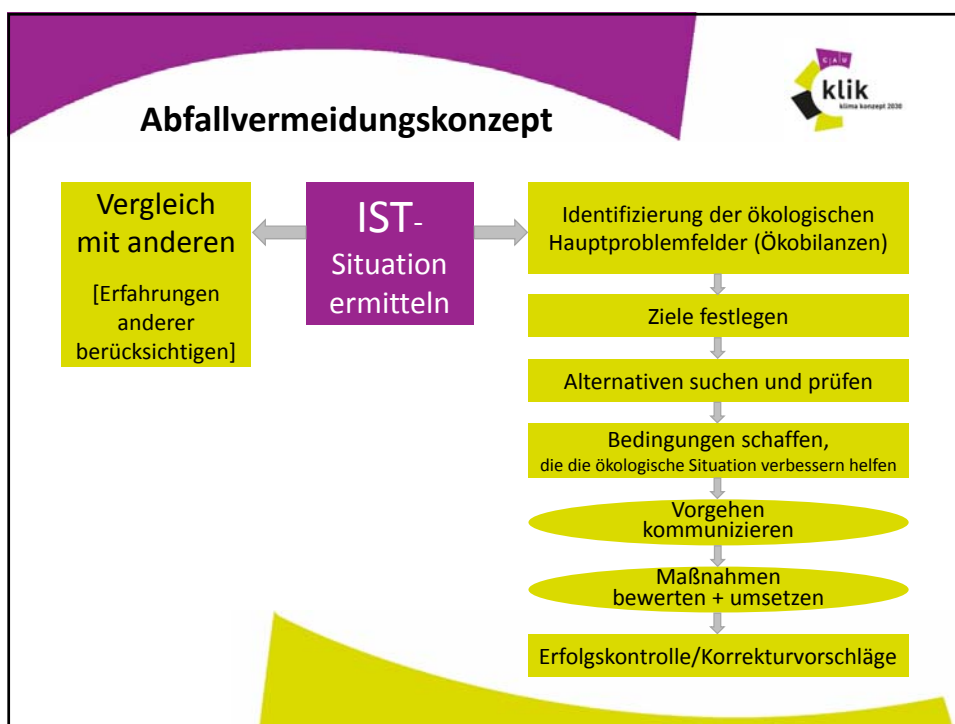 CAU
klik
klima konzept 2030
Abfallvermeidungskonzept
Vergleich
mit anderen
[Erfahrungen
anderer
berücksichtigen]
IST-
Situation
ermitteln
Identifizierung der ökologischen
Hauptproblemfelder (Ökobilanzen)
Ziele festlegen
Alternativen suchen und prüfen
Bedingungen schaffen,
die die ökologische Situation verbessern helfen
Vorgehen
kommunizieren
Maßnahmen
bewerten + umsetzen
Erfolgskontrolle/Korrekturvorschläge